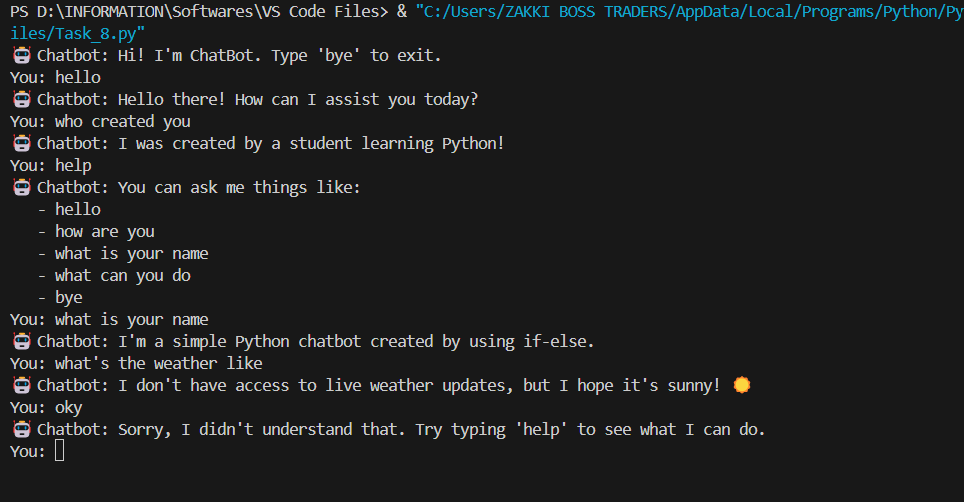 PS D:\INFORMATION\Softwares\VS Code Files> & "C:/Users/ZAKKI BOSS TRADERS/AppData/Local/Programs/Python/Py
iles/Task_8.py"
🤖 Chatbot: Hi! I'm ChatBot. Type 'bye' to exit.
You: hello
🤖 Chatbot: Hello there! How can I assist you today?
You: who created you
🤖 Chatbot: I was created by a student learning Python!
You: help
🤖 Chatbot: You can ask me things like:
   - hello
   - how are you
   - what is your name
   - what can you do
   - bye
You: what is your name
🤖 Chatbot: I'm a simple Python chatbot created by using if-else.
You: what's the weather like
🤖 Chatbot: I don't have access to live weather updates, but I hope it's sunny! ☀️
You: oky
🤖 Chatbot: Sorry, I didn't understand that. Try typing 'help' to see what I can do.
You: